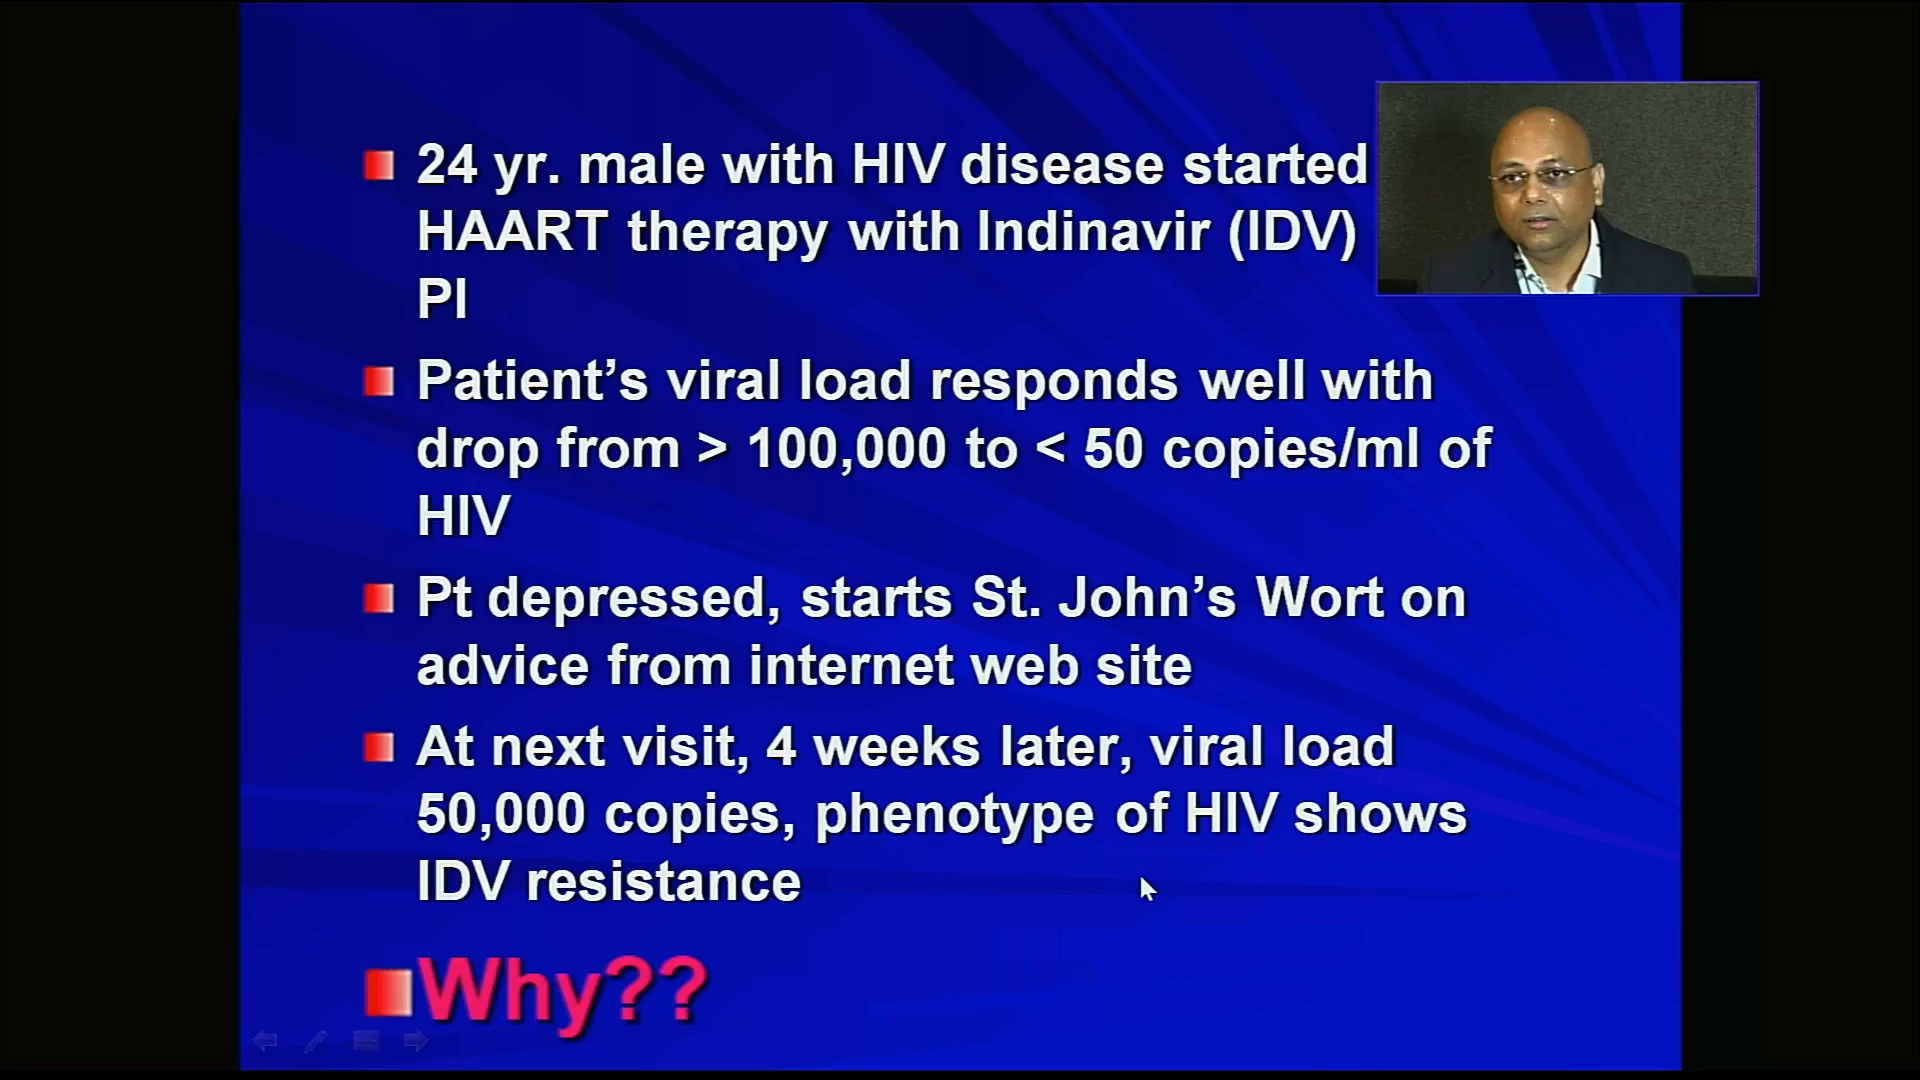 24 yr. male with HIV disease started
HAART therapy with Indinavir (IDV)
PI
Patient’s viral load responds well with
drop from > 100,000 to < 50 copies/ml of
HIV
Pt depressed, starts St. John’s Wort on
advice from internet web site
At next visit, 4 weeks later, viral load
50,000 copies, phenotype of HIV shows
IDV resistance
Why??